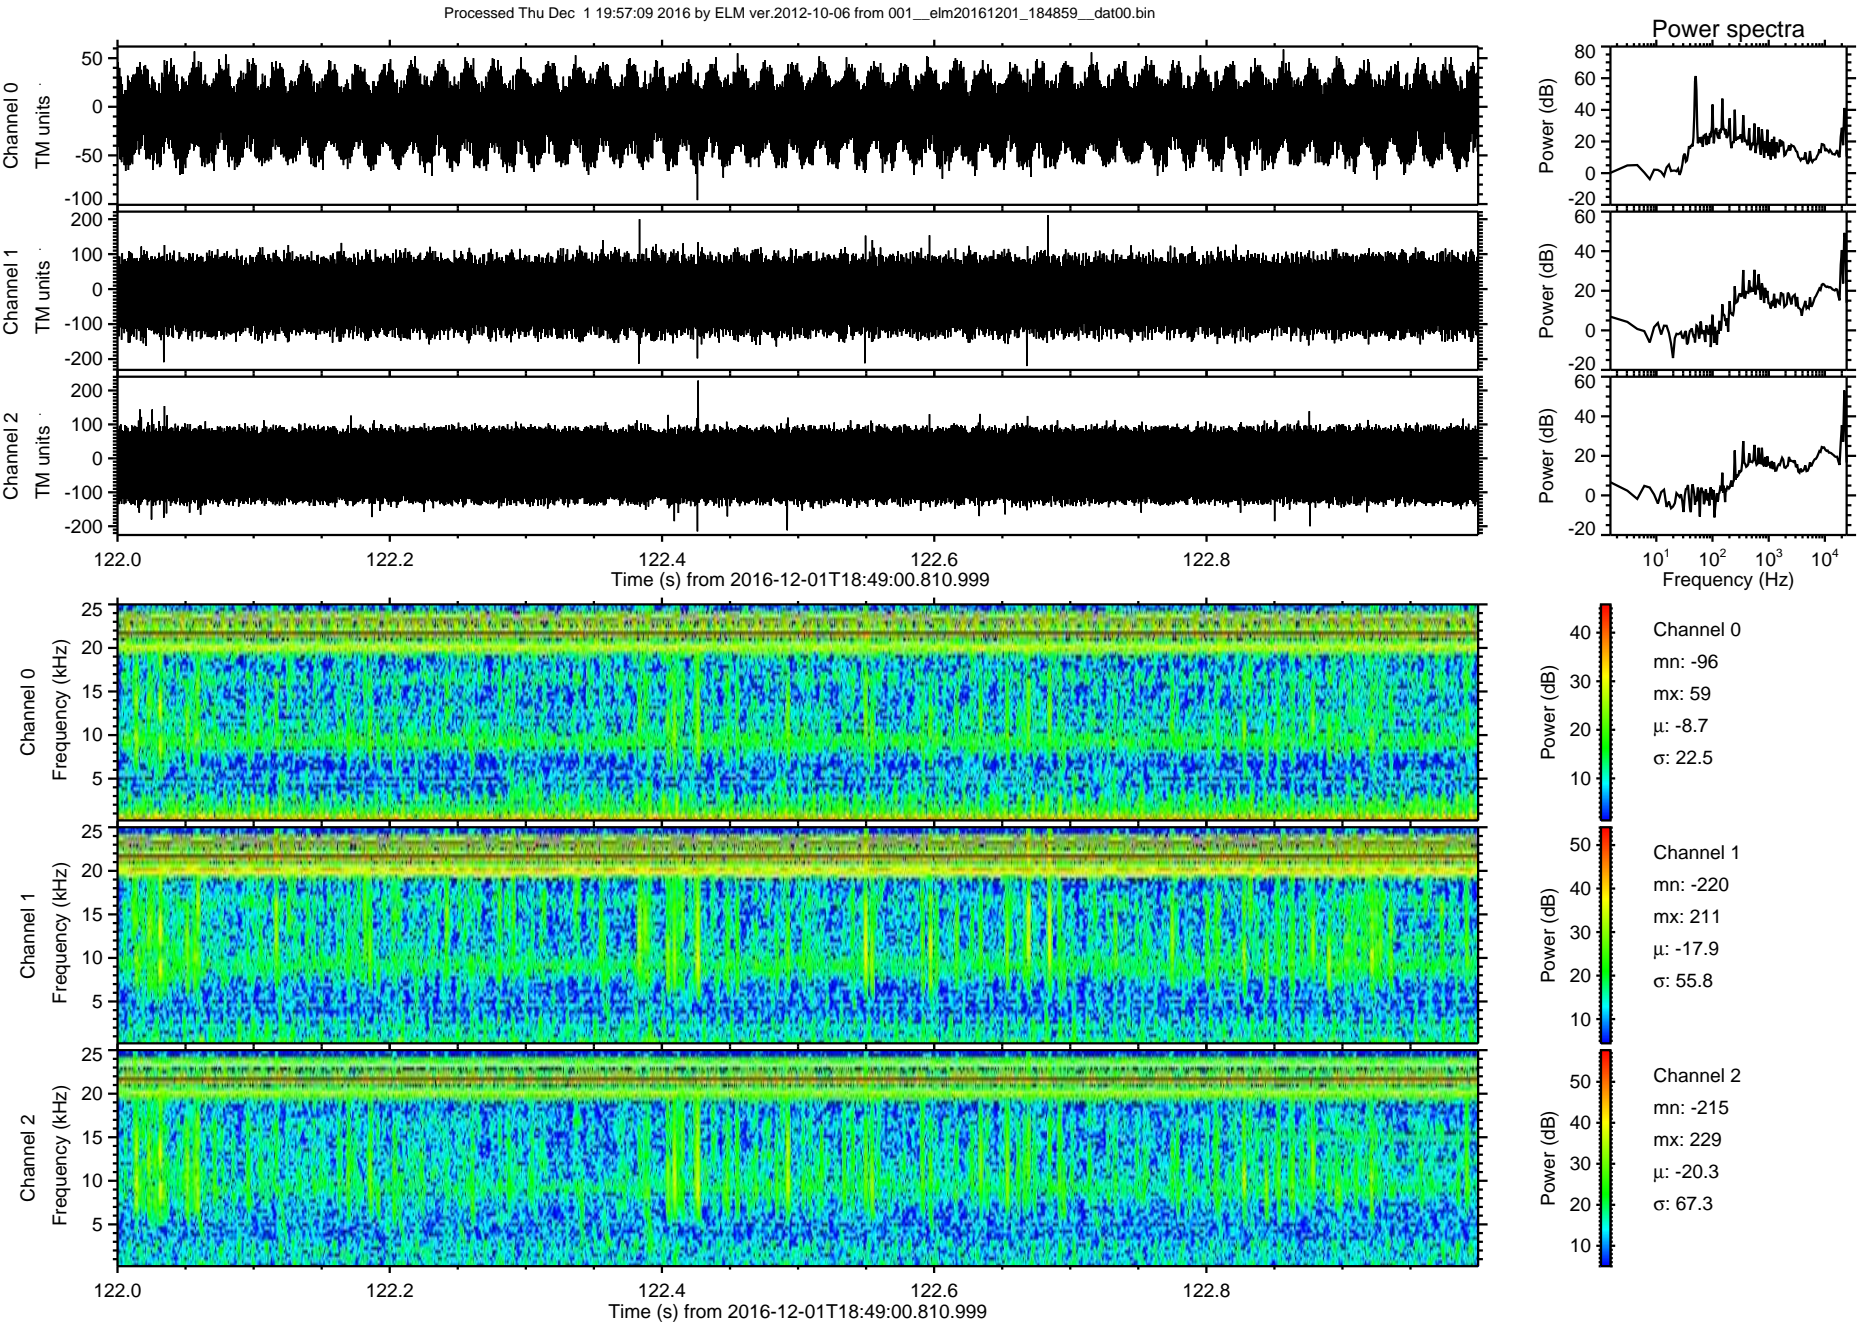 Processed Thu Dec  1 19:57:09 2016 by ELM ver.2012-10-06 from 001__elm20161201_184859__dat00.bin
Power spectra
Channel 0
TM units
50
0
-50
-100
Power (dB)
80
60
40
20
0
-20
Channel 1
TM units
200
100
0
-100
-200
Power (dB)
60
40
20
0
-20
Channel 2
TM units
200
100
0
-100
-200
Power (dB)
60
40
20
0
-20
122.0 122.2 122.4 122.6 122.8
Time (s) from 2016-12-01T18:49:00.810.999
10^1 10^2 10^3 10^4
Frequency (Hz)
Channel 0
Frequency (kHz)
25
20
15
10
5
Power (dB)
40
30
20
10
Channel 0
mn: -96
mx: 59
μ: -8.7
σ: 22.5
Channel 1
Frequency (kHz)
25
20
15
10
5
Power (dB)
50
40
30
20
10
Channel 1
mn: -220
mx: 211
μ: -17.9
σ: 55.8
Channel 2
Frequency (kHz)
25
20
15
10
5
Power (dB)
50
40
30
20
10
Channel 2
mn: -215
mx: 229
μ: -20.3
σ: 67.3
122.0 122.2 122.4 122.6 122.8
Time (s) from 2016-12-01T18:49:00.810.999